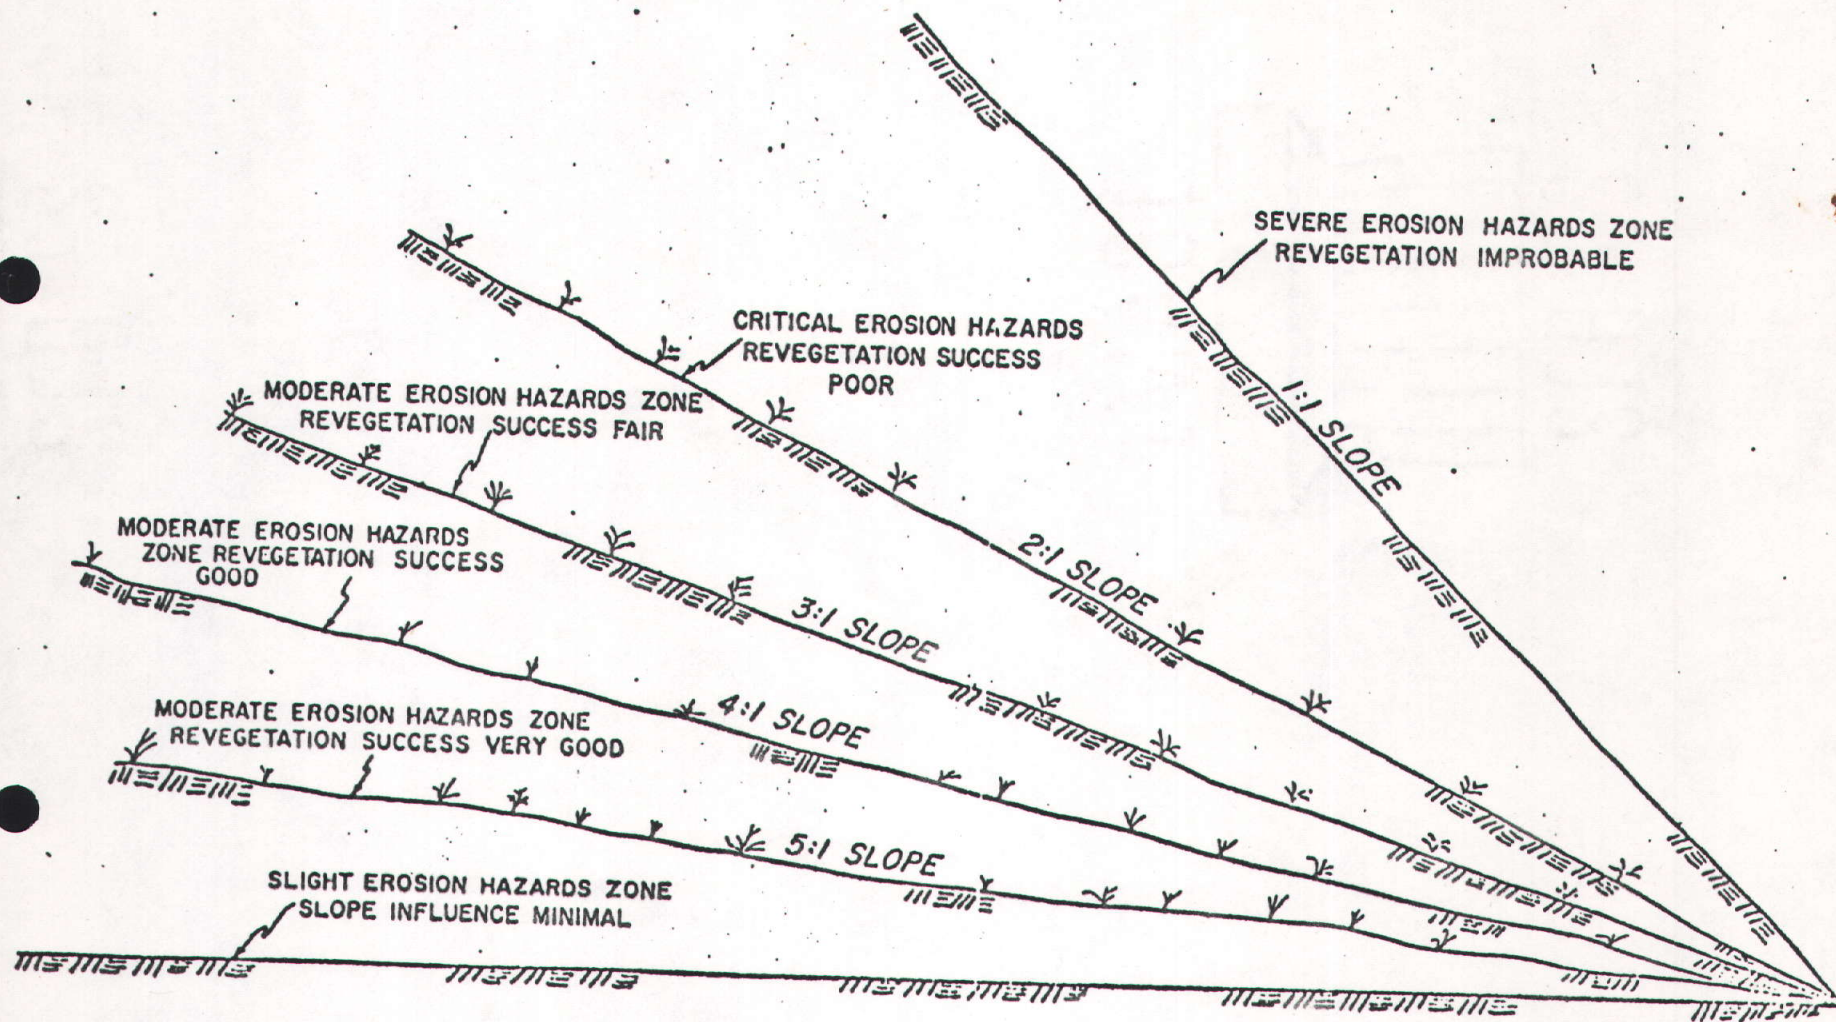 SEVERE EROSION HAZARDS ZONE
REVEGETATION IMPROBABLE
1:1 SLOPE
CRITICAL EROSION HAZARDS
REVEGETATION SUCCESS
POOR
2:1 SLOPE
MODERATE EROSION HAZARDS ZONE
REVEGETATION SUCCESS FAIR
3:1 SLOPE
MODERATE EROSION HAZARDS
ZONE REVEGETATION SUCCESS
GOOD
4:1 SLOPE
MODERATE EROSION HAZARDS ZONE
REVEGETATION SUCCESS VERY GOOD
5:1 SLOPE
SLIGHT EROSION HAZARDS ZONE
SLOPE INFLUENCE MINIMAL